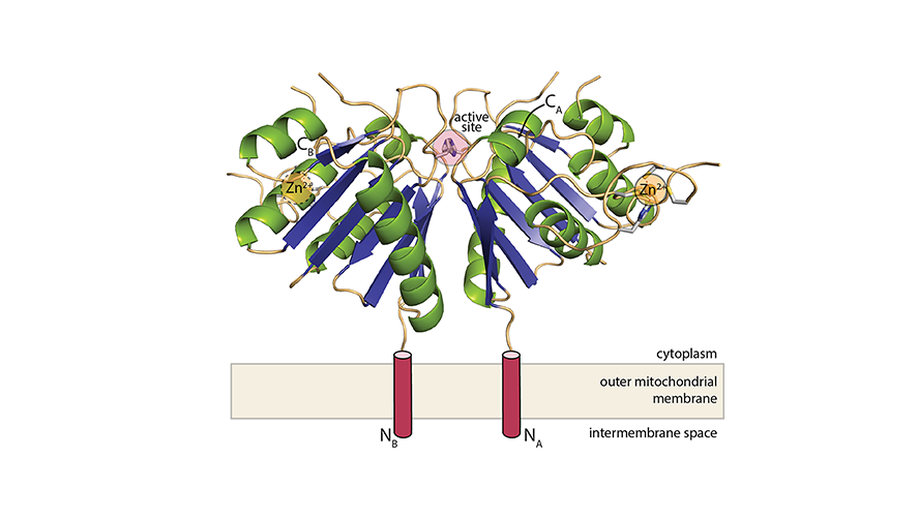 active
site
C_A
C_B
Zn²⁺
Zn²⁺
cytoplasm
outer mitochondrial
membrane
intermembrane space
N_B
N_A